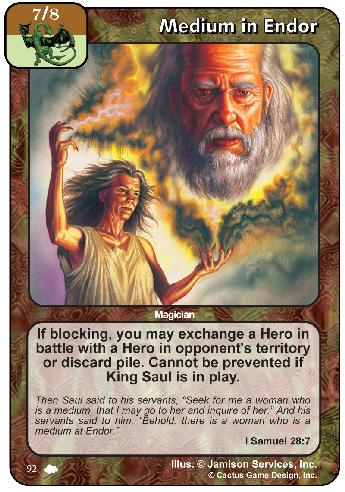 7/8
Medium in Endor
Magician
If blocking, you may exchange a Hero in
battle with a Hero in opponent's territory
or discard pile. Cannot be prevented if
King Saul is in play.
Then Saul said to his servants, "Seek for me a woman who
is a medium, that I may go to her and inquire of her." And his
servants said to him, "Behold, there is a woman who is a
medium at Endor."
I Samuel 28:7
92
Illus. © Jamison Services, Inc.
© Cactus Game Design, Inc.